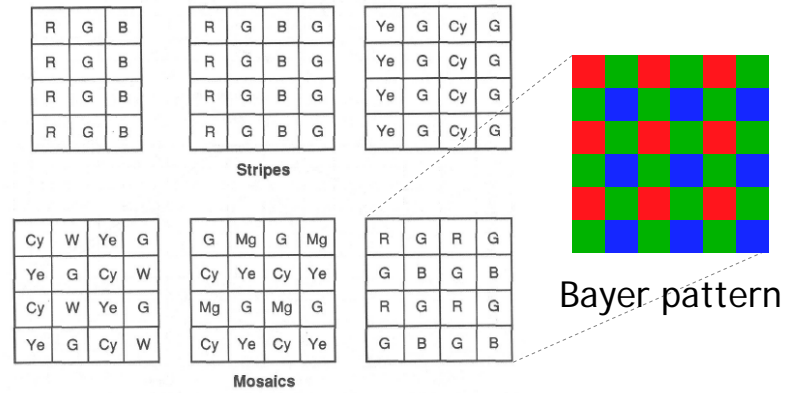 R G B
R G B
R G B
R G B
R G B G
R G B G
R G B G
R G B G
Ye G Cy G
Ye G Cy G
Ye G Cy G
Ye G Cy G
Stripes
Cy W Ye G
Ye G Cy W
Cy W Ye G
Ye G Cy W
G Mg G Mg
Cy Ye Cy Ye
Mg G Mg G
Cy Ye Cy Ye
R G R G
G B G B
R G R G
G B G B
Mosaics
Bayer pattern